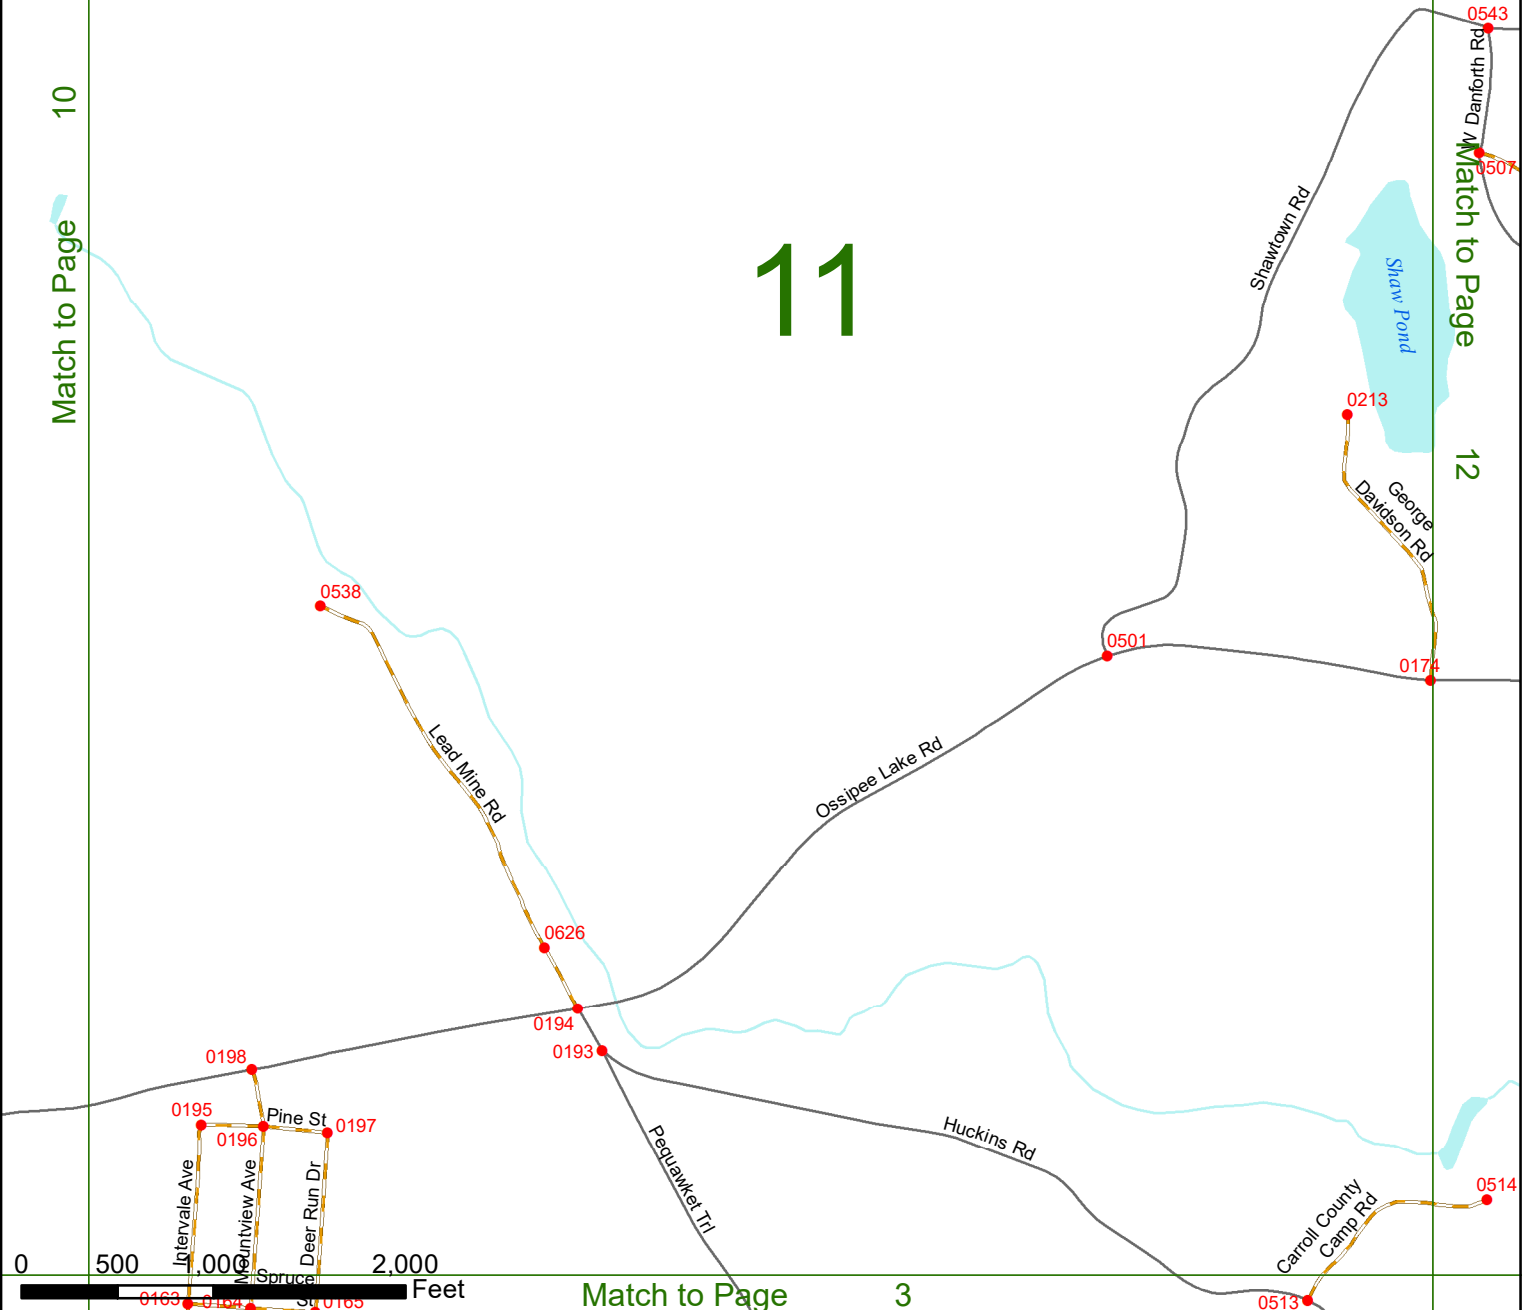 0543
W Danforth Rd
10
Match to Page
0507
Match to Page
12
11
Shawtown Rd
Shaw Pond
0213
George
Davidson Rd
0538
0501
0174
Lead Mine Rd
Ossipee Lake Rd
0626
0194
0193
0198
0195
Pine St
0197
0196
Huckins Rd
Pequawket Trl
Intervale Ave
Mountview Ave
Deer Run Dr
Carroll County
Camp Rd
0514
0 500 1,000 2,000
Feet
Spruce
St
0163
0164
0165
Match to Page 3
0513